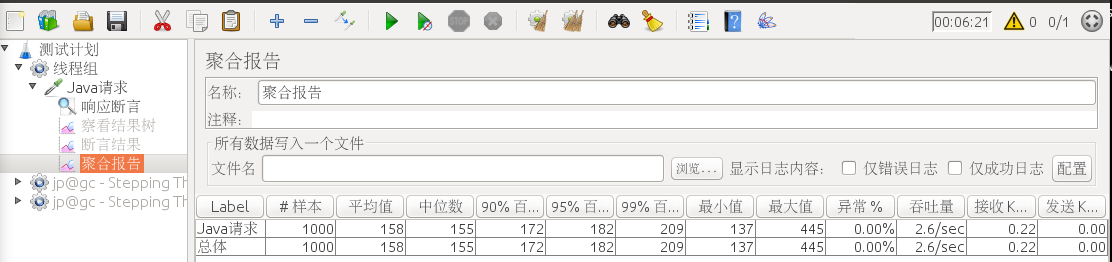 00:06:21 0 0/1
测试计划
线程组
Java请求
响应断言
察看结果树
断言结果
聚合报告
jp@gc - Stepping Th
jp@gc - Stepping Th
聚合报告
名称： 聚合报告
注释：
所有数据写入一个文件
文件名 浏览... 显示日志内容： 仅错误日志 仅成功日志 配置
Label # 样本 平均值 中位数 90% 百... 95% 百... 99% 百... 最小值 最大值 异常 % 吞吐量 接收 K... 发送 K...
Java请求 1000 158 155 172 182 209 137 445 0.00% 2.6/sec 0.22 0.00
总体 1000 158 155 172 182 209 137 445 0.00% 2.6/sec 0.22 0.00